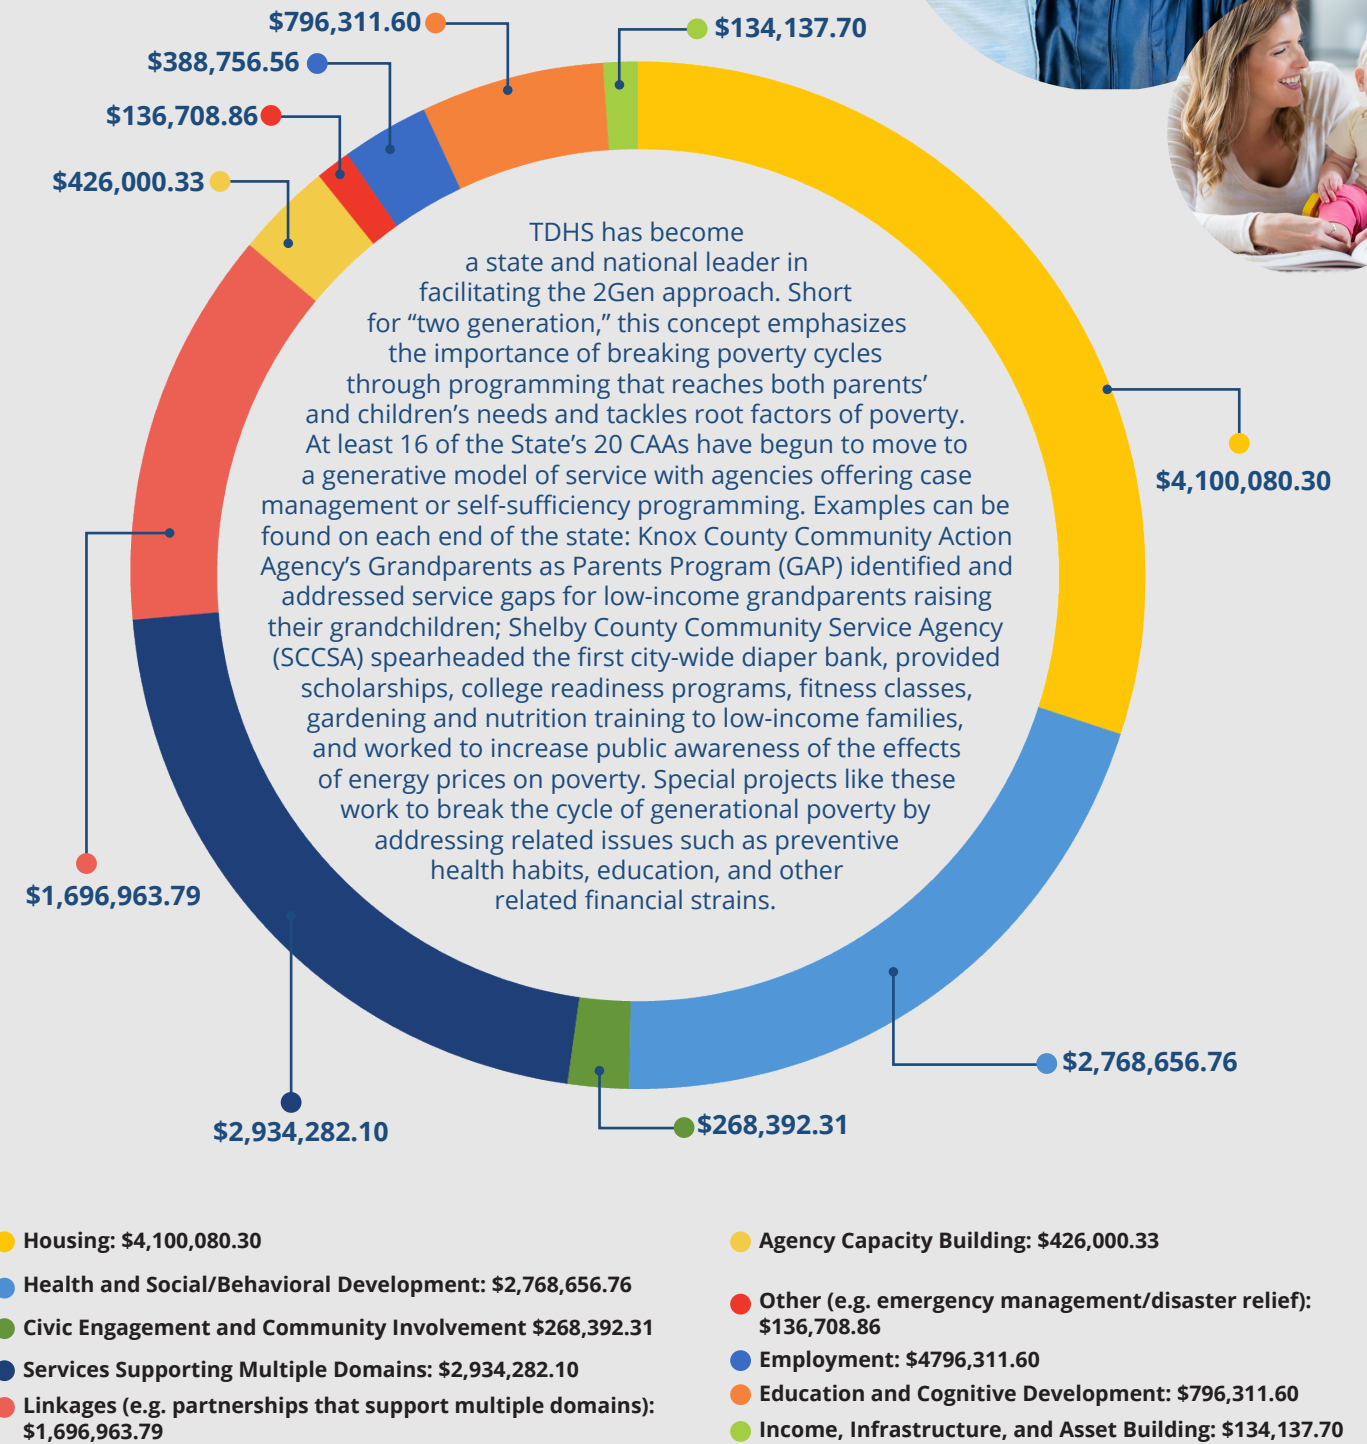 $796,311.60
$134,137.70
$388,756.56
$136,708.86
$426,000.33
TDHS has become
a state and national leader in
facilitating the 2Gen approach. Short
for “two generation,” this concept emphasizes
the importance of breaking poverty cycles
through programming that reaches both parents’
and children’s needs and tackles root factors of poverty.
At least 16 of the State’s 20 CAAs have begun to move to
a generative model of service with agencies offering case
management or self-sufficiency programming. Examples can be
found on each end of the state: Knox County Community Action
Agency’s Grandparents as Parents Program (GAP) identified and
addressed service gaps for low-income grandparents raising
their grandchildren; Shelby County Community Service Agency
(SCCSA) spearheaded the first city-wide diaper bank, provided
scholarships, college readiness programs, fitness classes,
gardening and nutrition training to low-income families,
and worked to increase public awareness of the effects
of energy prices on poverty. Special projects like these
work to break the cycle of generational poverty by
addressing related issues such as preventive
health habits, education, and other
related financial strains.
$4,100,080.30
$1,696,963.79
$2,768,656.76
$268,392.31
$2,934,282.10
Housing: $4,100,080.30
Health and Social/Behavioral Development: $2,768,656.76
Civic Engagement and Community Involvement $268,392.31
Services Supporting Multiple Domains: $2,934,282.10
Linkages (e.g. partnerships that support multiple domains):
$1,696,963.79
Agency Capacity Building: $426,000.33
Other (e.g. emergency management/disaster relief):
$136,708.86
Employment: $4796,311.60
Education and Cognitive Development: $796,311.60
Income, Infrastructure, and Asset Building: $134,137.70